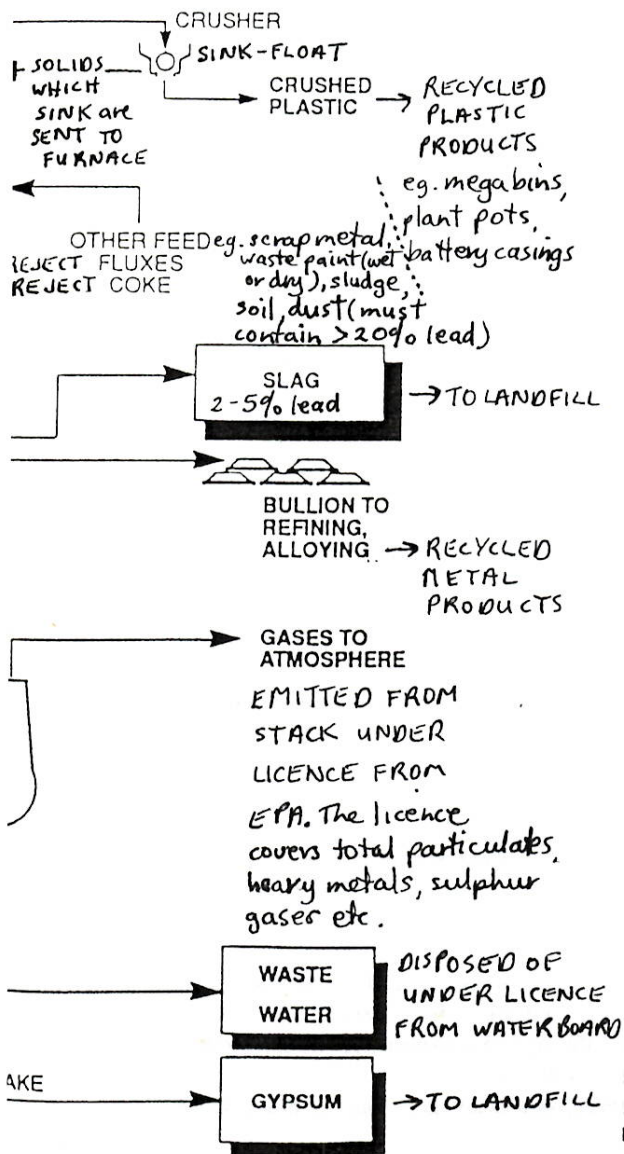 CRUSHER
SINK-FLOAT
SOLIDS
WHICH
SINK are
SENT TO
FURNACE
CRUSHED
PLASTIC
RECYCLED
PLASTIC
PRODUCTS
eg. megabins,
plant pots,
battery casings
OTHER FEED eg. scrap metal,
waste paint (wet
or dry), sludge,
soil, dust (must
contain > 20% lead)
REJECT FLUXES
REJECT COKE
SLAG
2-5% lead
TO LANDFILL
BULLION TO
REFINING,
ALLOYING
RECYCLED
METAL
PRODUCTS
GASES TO
ATMOSPHERE
EMITTED FROM
STACK UNDER
LICENCE FROM
EPA. The licence
covers total particulates,
heavy metals, sulphur
gases etc.
WASTE
WATER
DISPOSED OF
UNDER LICENCE
FROM WATERBOARD
AKE
GYPSUM
TO LANDFILL